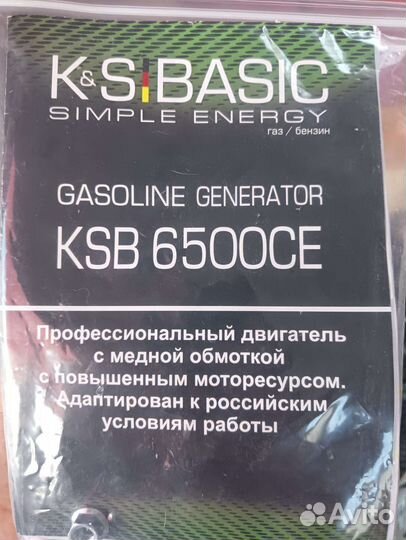 K&S BASIC
SIMPLE ENERGY
газ / бензин
GASOLINE GENERATOR
KSB 6500CE
Профессиональный двигатель
с медной обмоткой
с повышенным моторесурсом.
Адаптирован к российским
условиям работы
Avito